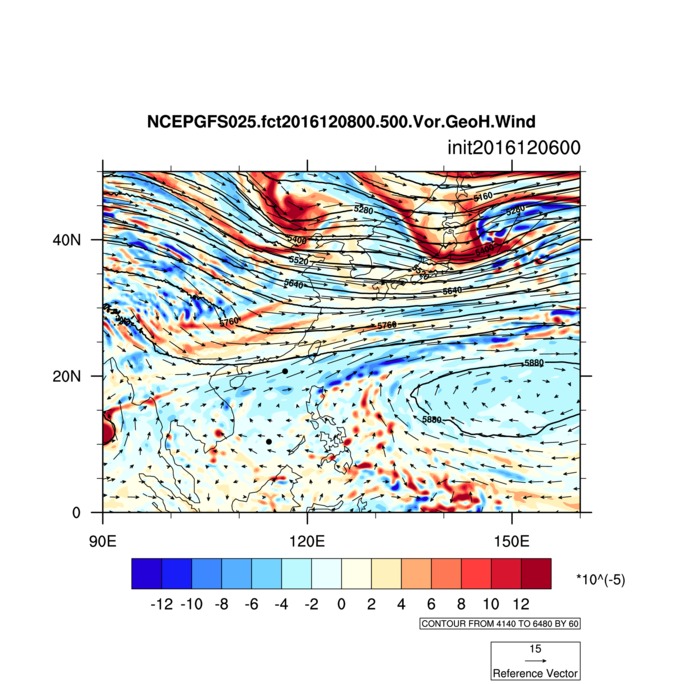 NCEPGFS025.fct2016120800.500.Vor.GeoH.Wind
init2016120600
5160
5280
5280
5400
5520
5640
5640
5760
5760
5880
5880
40N
20N
0
90E 120E 150E
-12 -10 -8 -6 -4 -2 0 2 4 6 8 10 12
*10^(-5)
CONTOUR FROM 4140 TO 6480 BY 60
15
Reference Vector